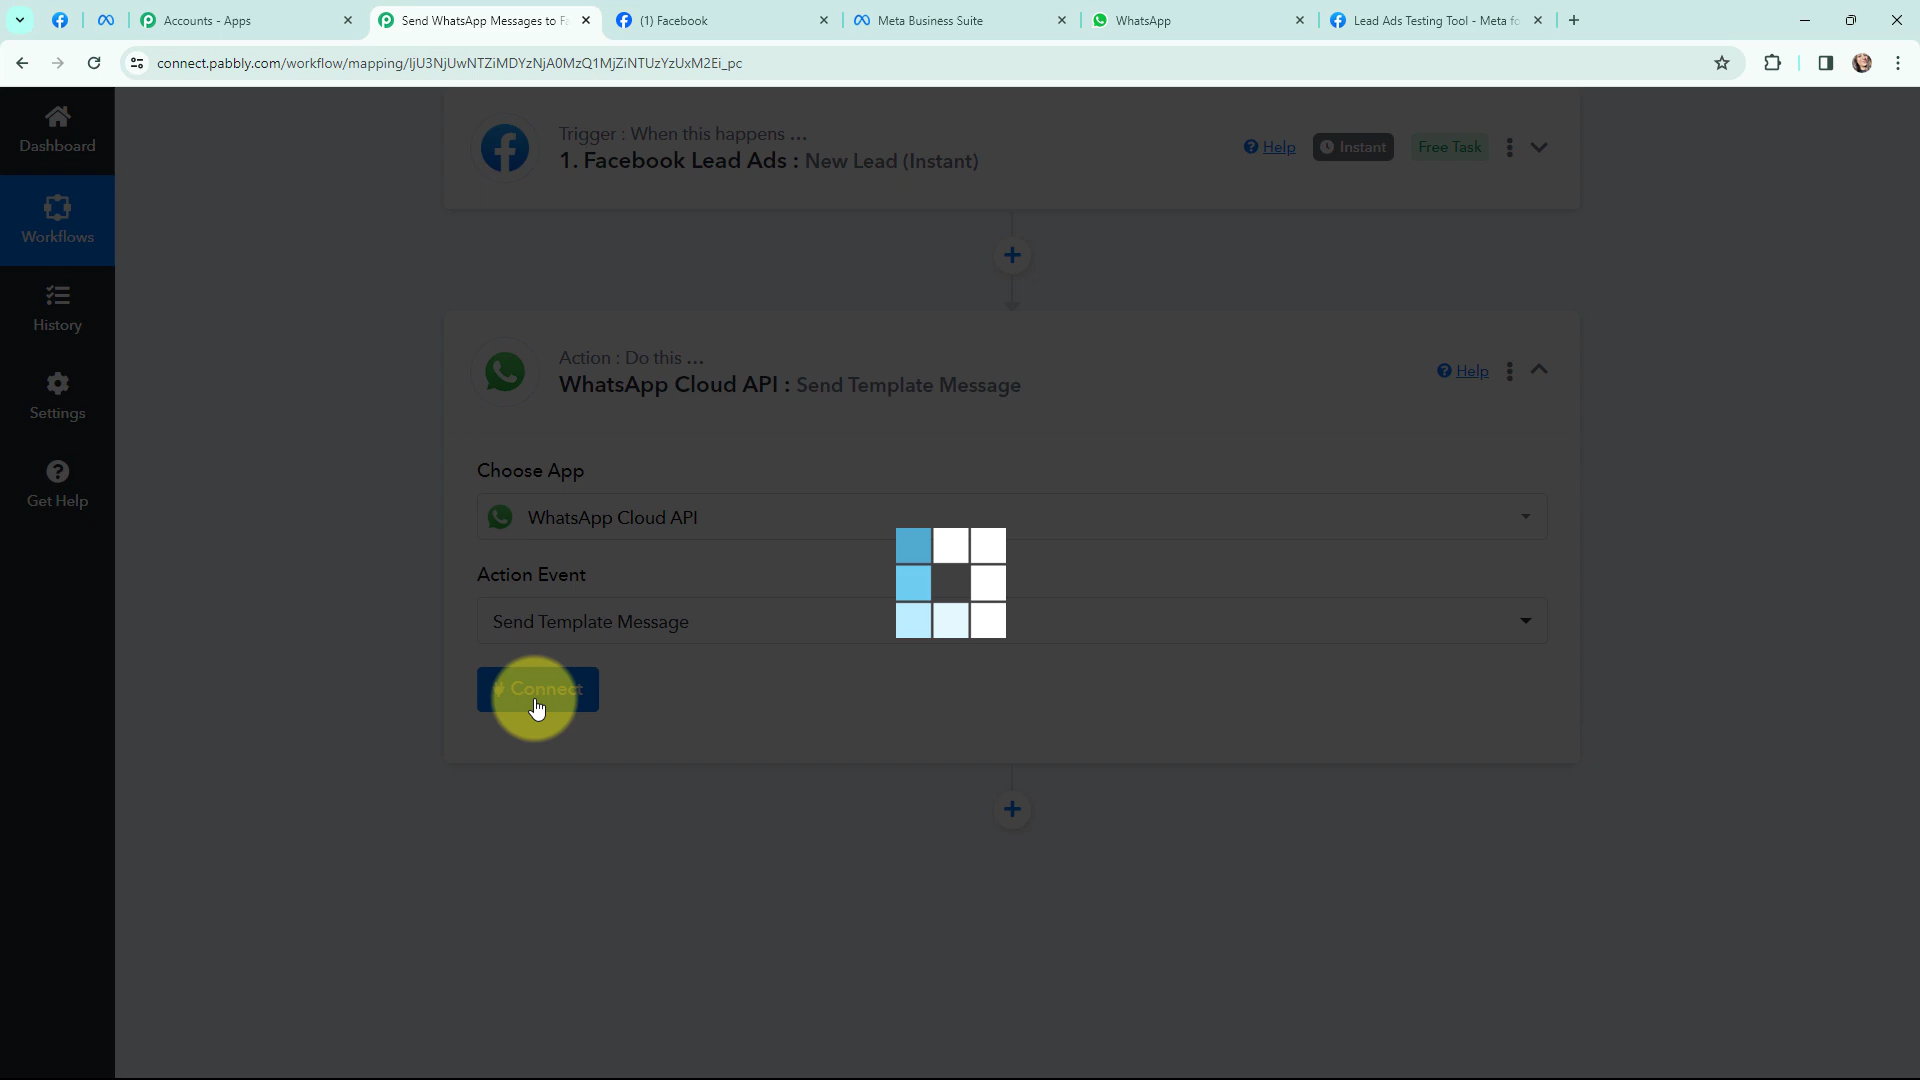 Accounts - Apps
Send WhatsApp Messages to Fa
(1) Facebook
Meta Business Suite
WhatsApp
Lead Ads Testing Tool - Meta fo
connect.pabbly.com/workflow/mapping/IjU3NjUwNTZiMDYzNjA0MzQ1MjZiNTUzYzUxM2Ei_pc
Dashboard
Workflows
History
Settings
Get Help
Trigger : When this happens ...
1. Facebook Lead Ads : New Lead (Instant)
Help
Instant
Free Task
Action : Do this ...
WhatsApp Cloud API : Send Template Message
Help
Choose App
WhatsApp Cloud API
Action Event
Send Template Message
Connect